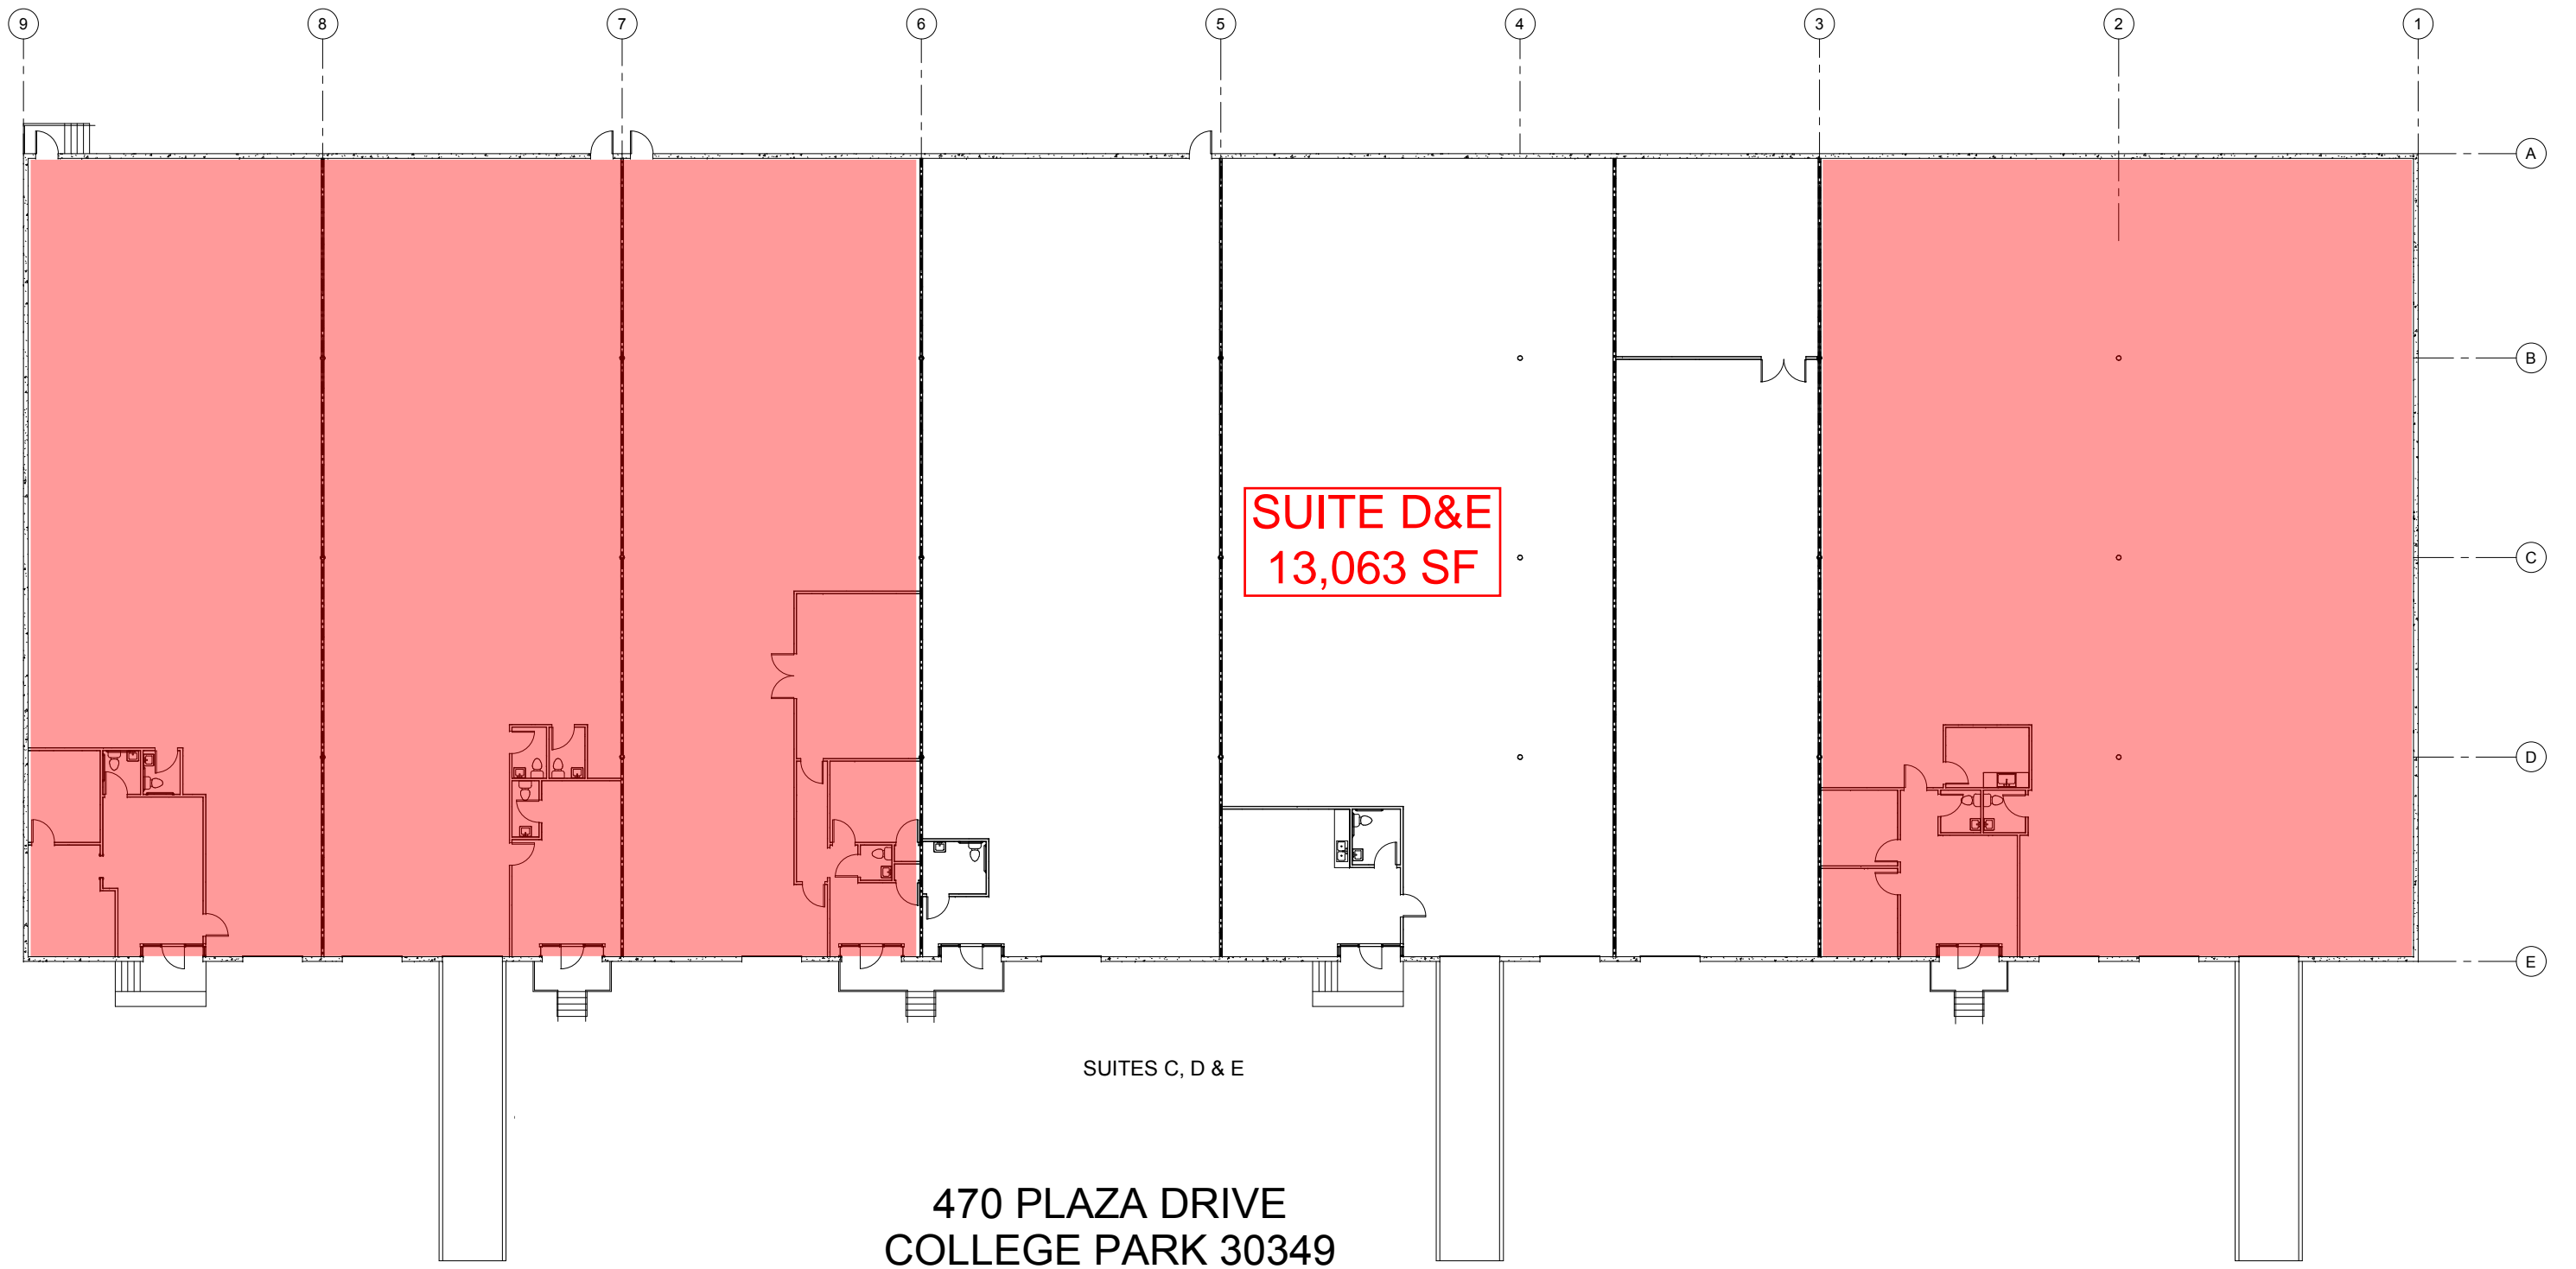 9 8 7 6 5 4 3 2 1
A
B
SUITE D&E
13,063 SF
C
D
E
SUITES C, D & E
470 PLAZA DRIVE
COLLEGE PARK 30349